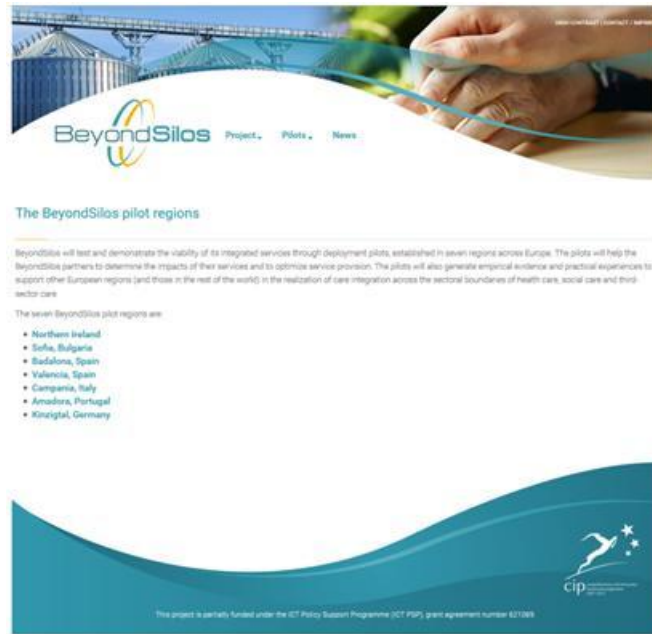 HIGH CONTRAST / CONTACT / IMPRI
BeyondSilos
Project Pilots News
The BeyondSilos pilot regions
BeyondSilos will test and demonstrate the viability of its integrated services through deployment pilots, established in seven regions across Europe. The pilots will help the
BeyondSilos partners to determine the impacts of their services and to optimize service provision. The pilots will also generate empirical evidence and practical experiences to
support other European regions (and those in the rest of the world) in the realization of care integration across the sectoral boundaries of health care, social care and third-
sector care.
The seven BeyondSilos pilot regions are:
Northern Ireland
Sofia, Bulgaria
Badalona, Spain
Valencia, Spain
Campania, Italy
Amadora, Portugal
Kinzigtal, Germany
cip
This project is partially funded under the ICT Policy Support Programme (ICT PSP), grant agreement number 621069